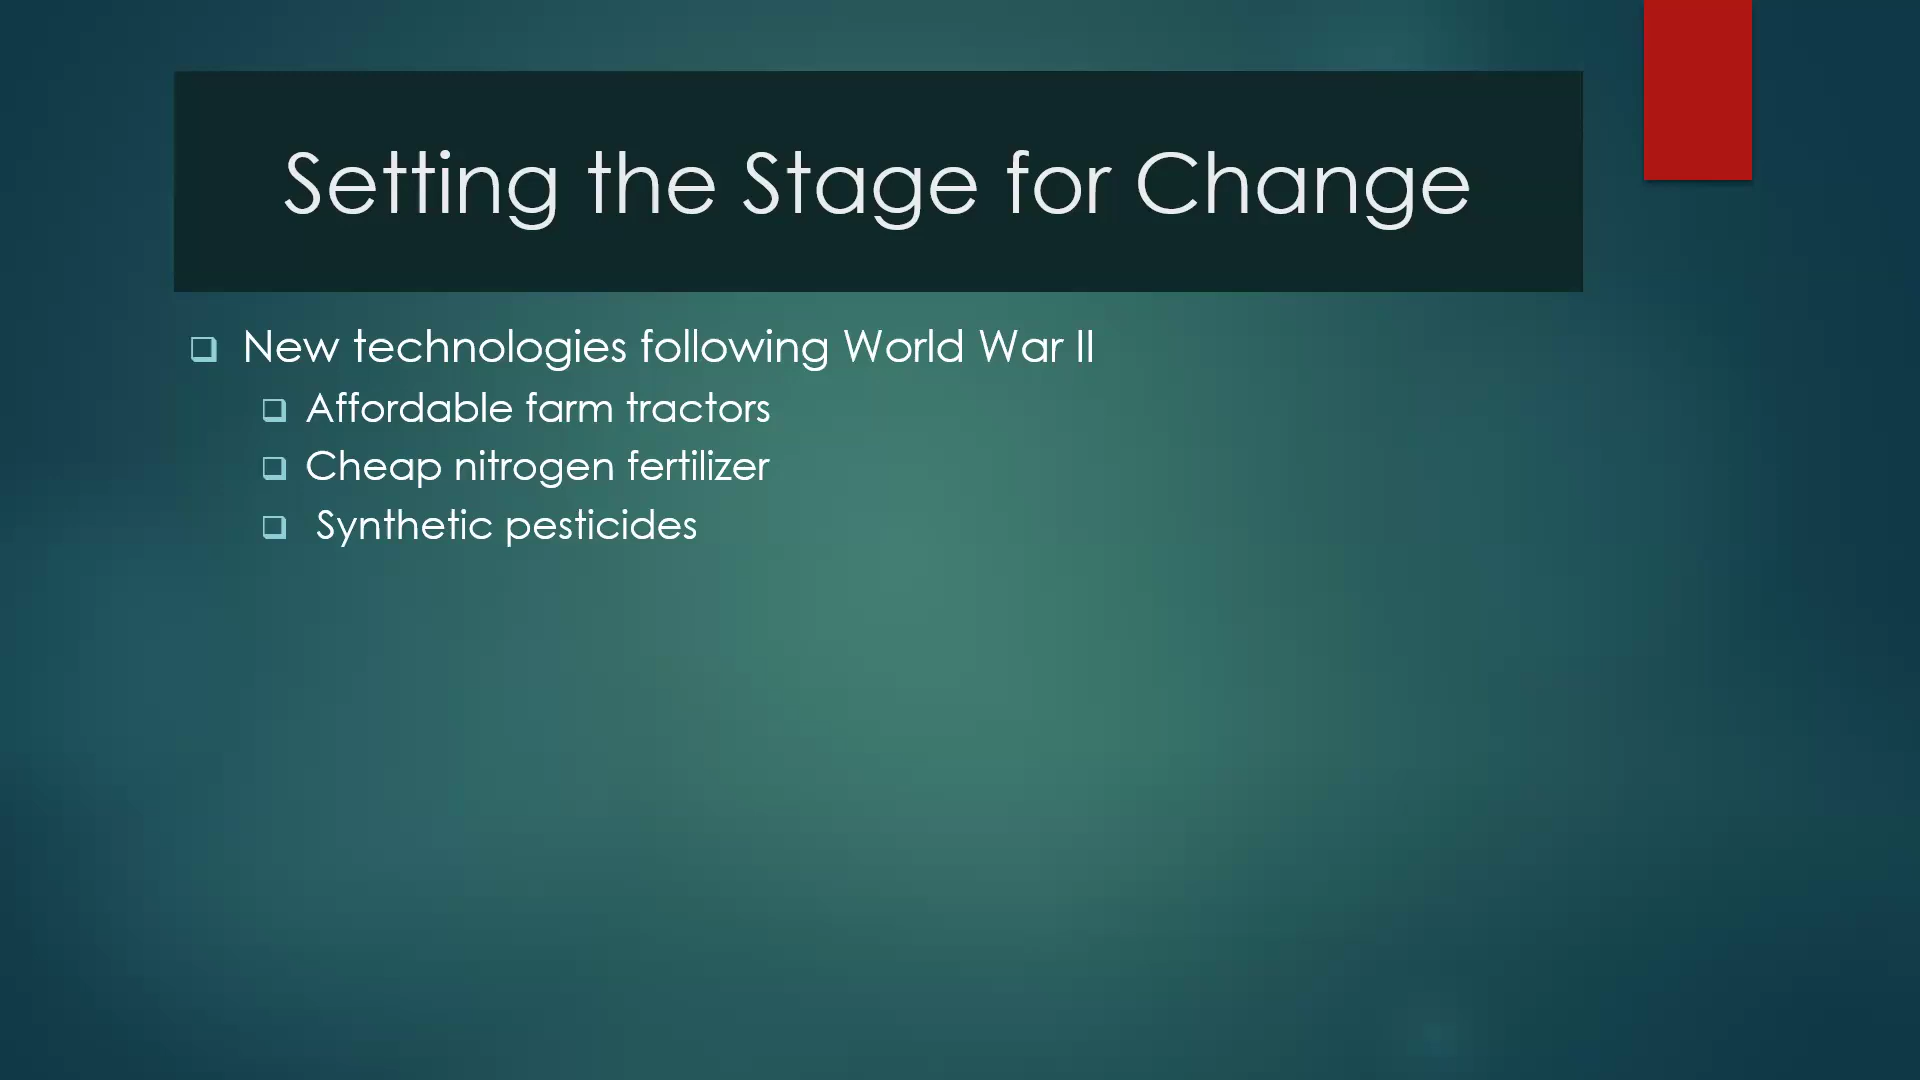 Setting the Stage for Change
New technologies following World War II
Affordable farm tractors
Cheap nitrogen fertilizer
Synthetic pesticides